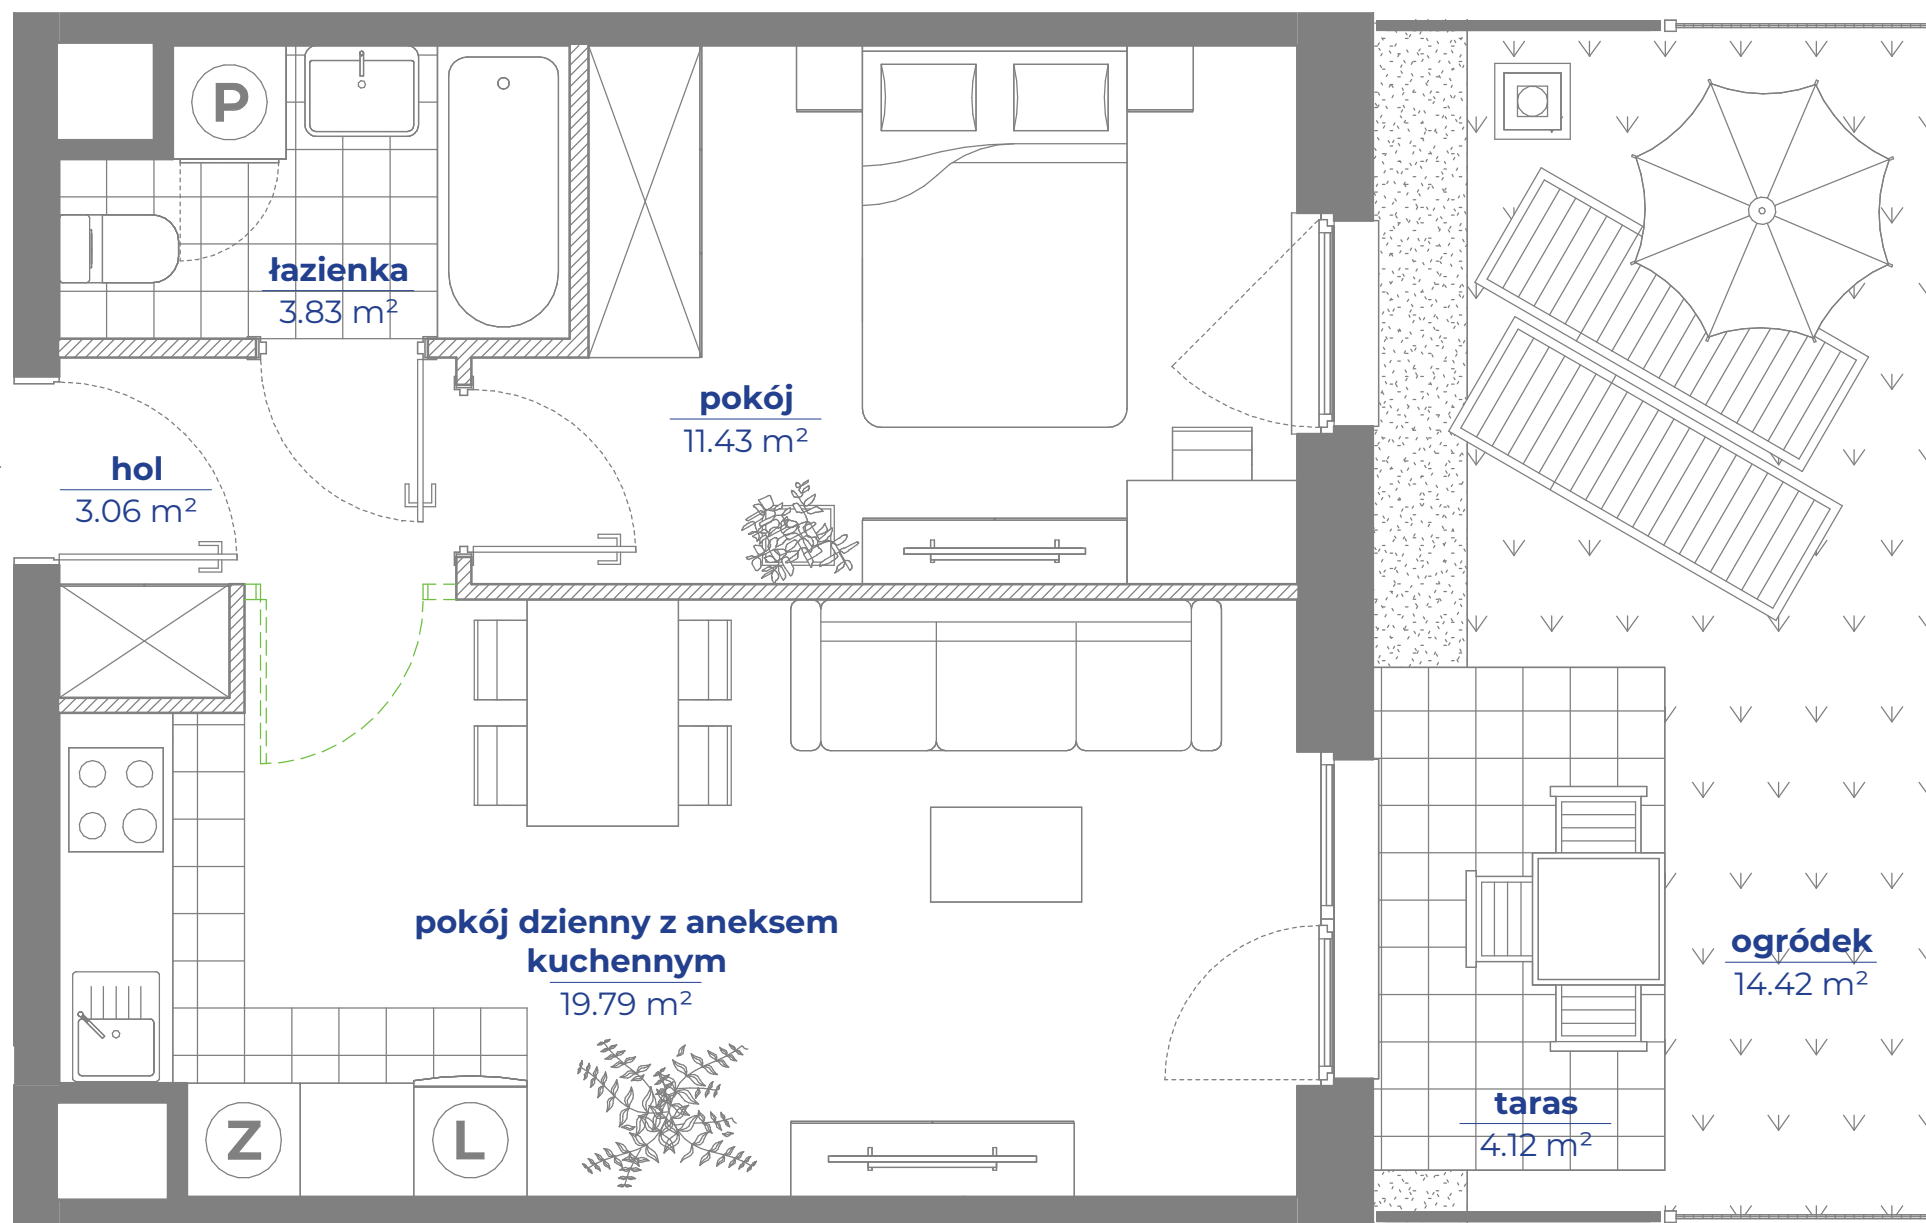 P
łazienka
3.83 m²
pokój
11.43 m²
hol
3.06 m²
pokój dzienny z aneksem
kuchennym
19.79 m²
ogródek
14.42 m²
taras
4.12 m²
Z
L